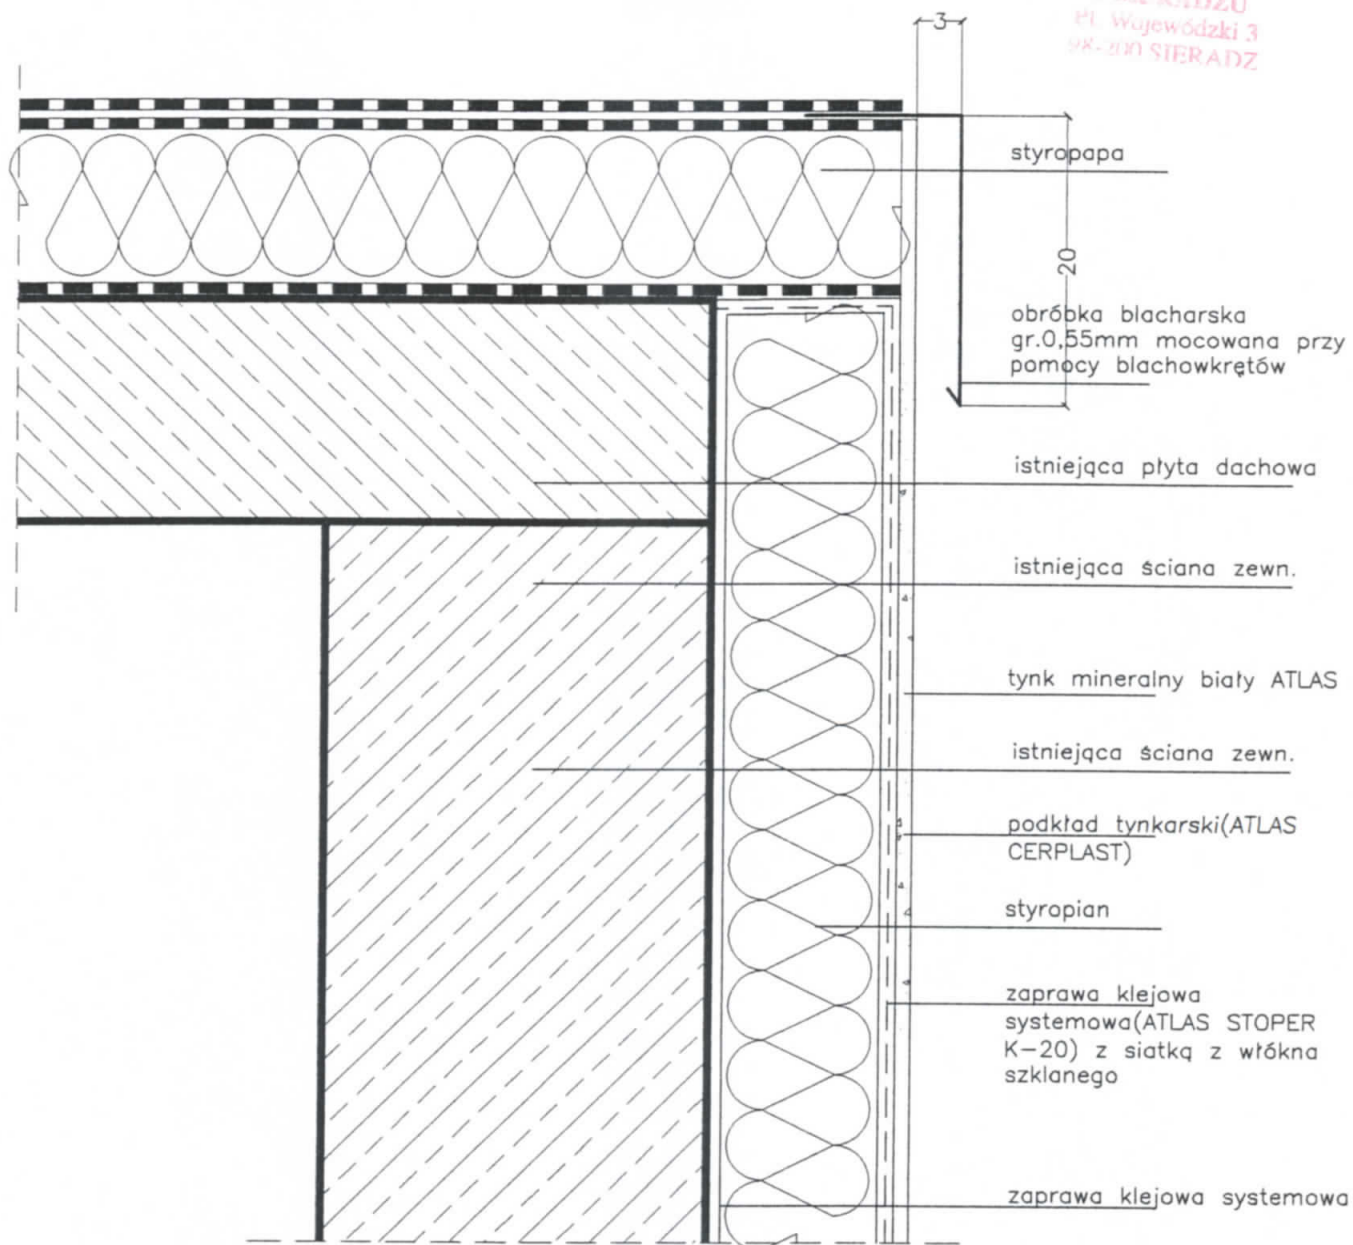 Pl. Wojewódzki 3
98-200 SIERADZ
3
styropapa
20
obróbka blacharska
gr.0,55mm mocowana przy
pomocy blachowkrętów
istniejąca płyta dachowa
istniejąca ściana zewn.
tynk mineralny biały ATLAS
istniejąca ściana zewn.
podkład tynkarski(ATLAS
CERPLAST)
styropian
zaprawa klejowa
systemowa(ATLAS STOPER
K-20) z siatką z włókna
szklanego
zaprawa klejowa systemowa